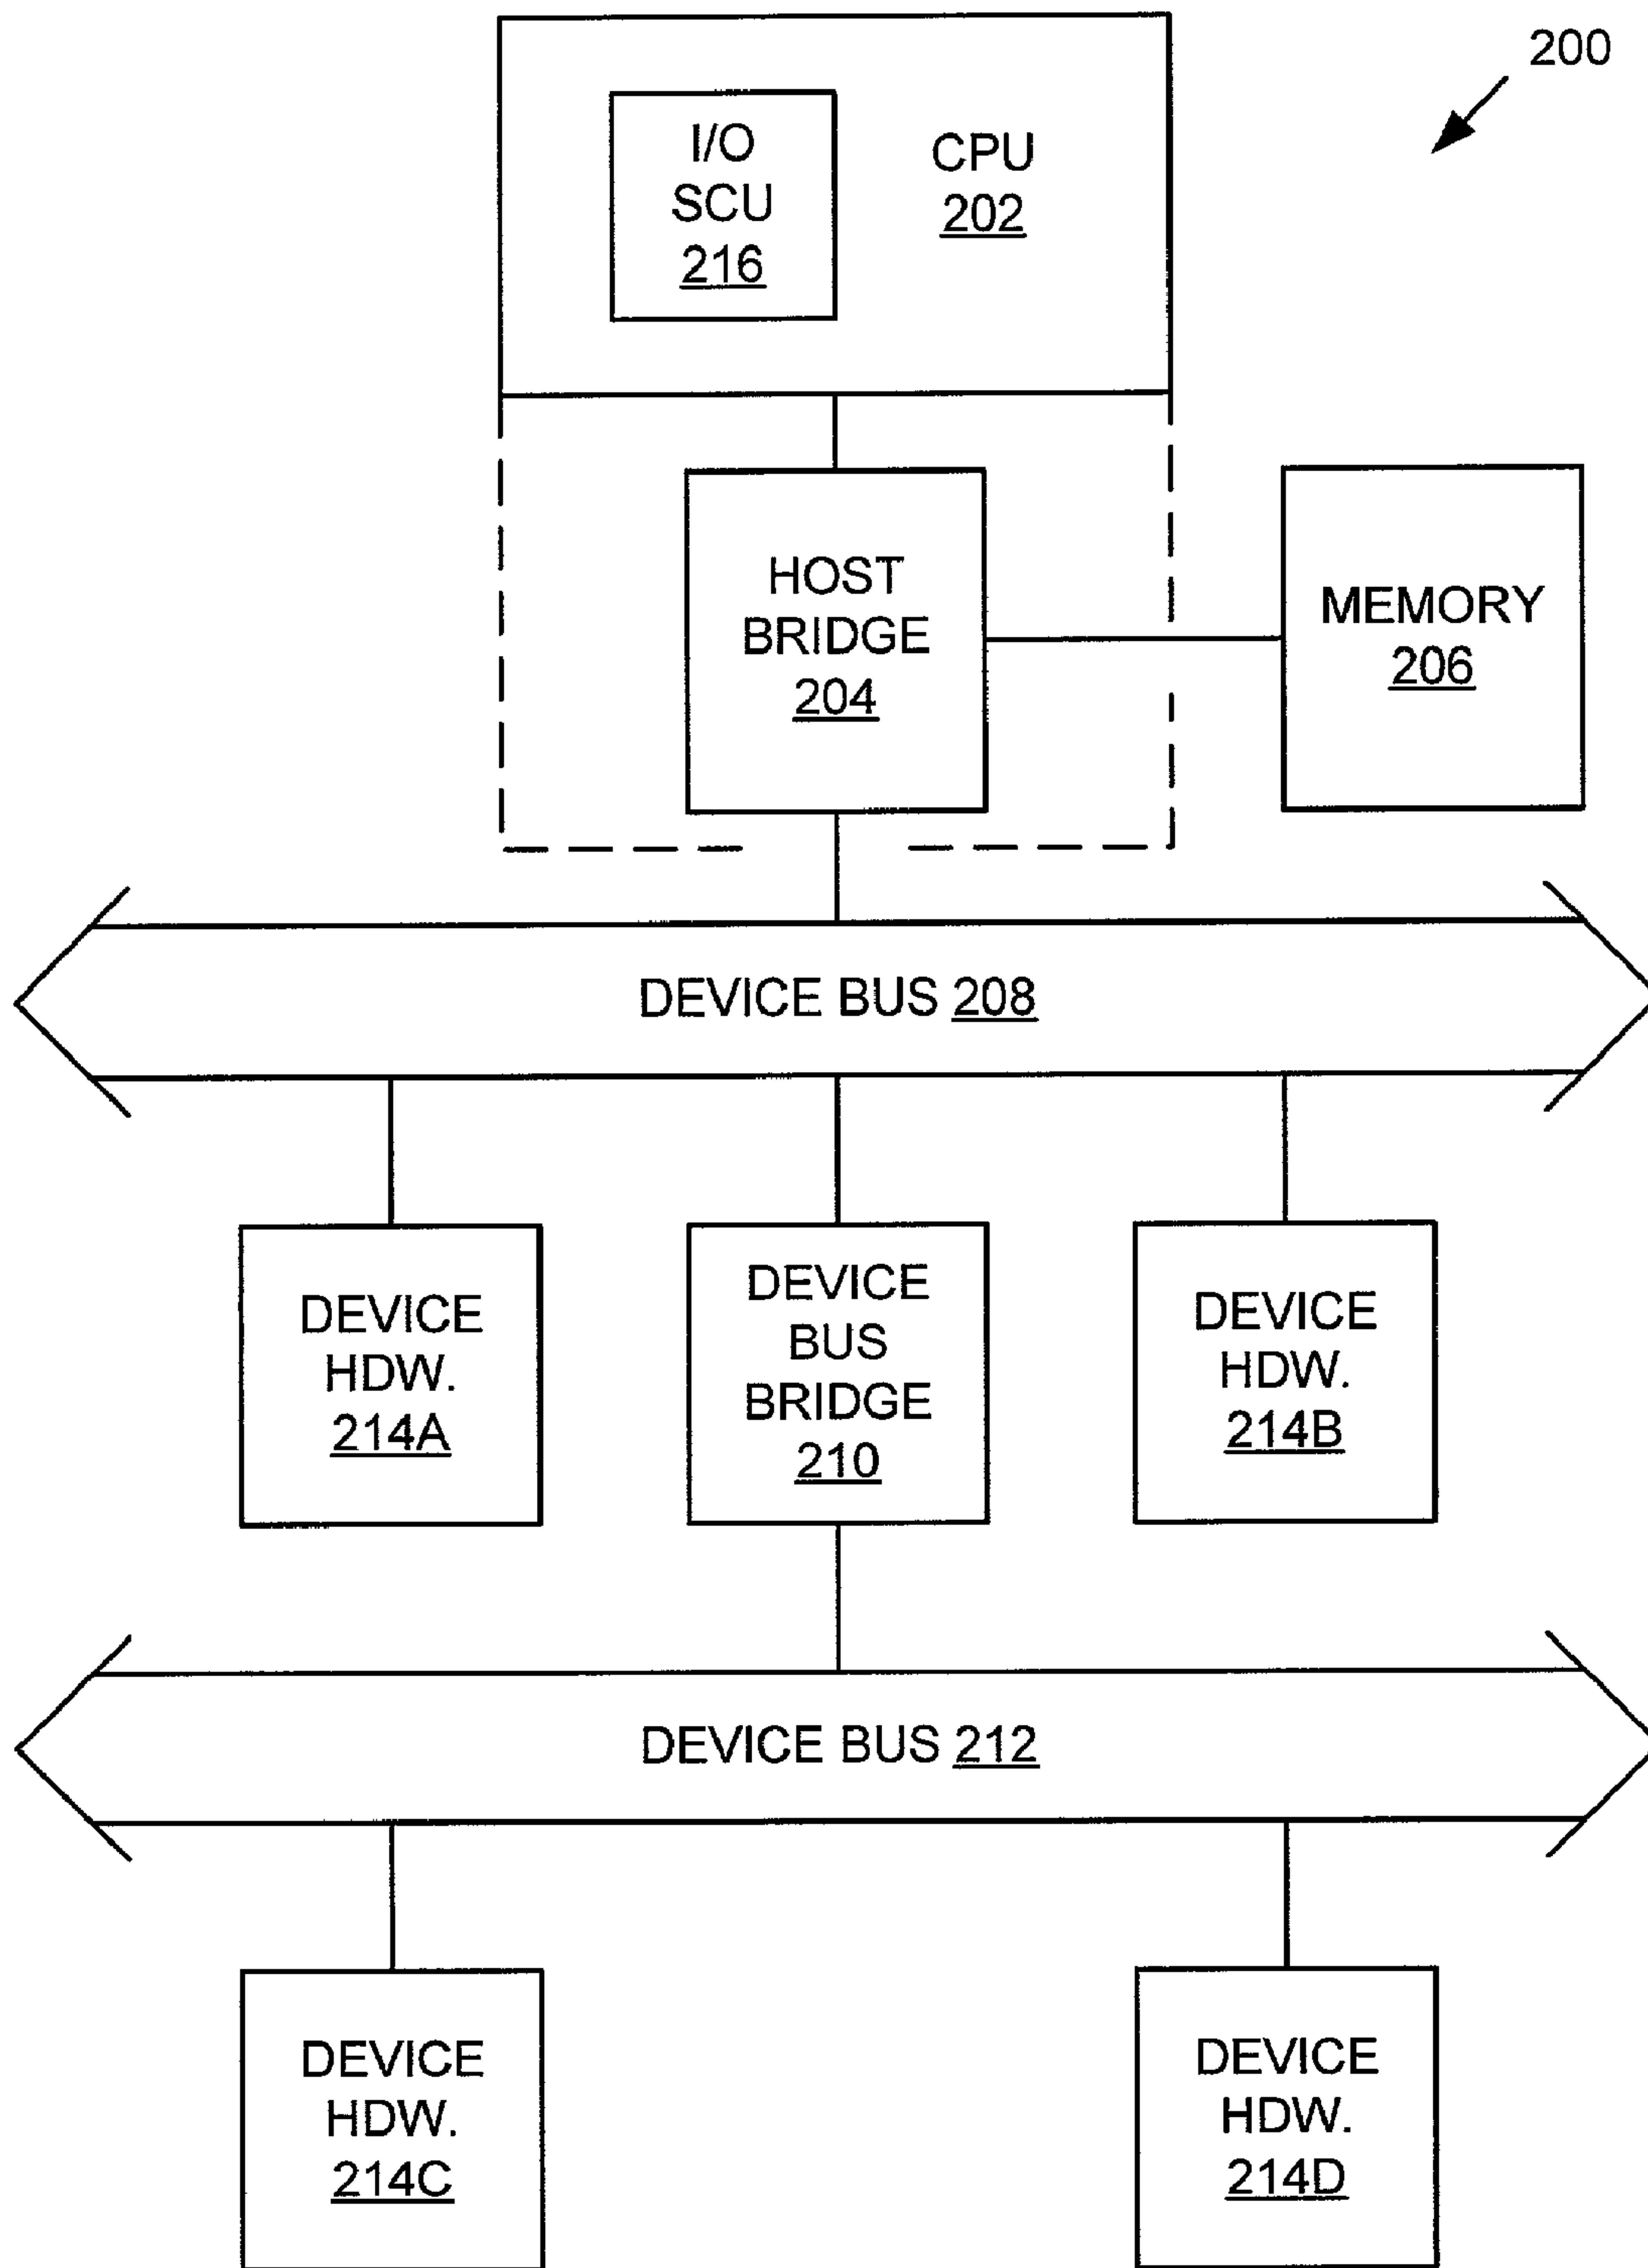 200
I/O
SCU
216
CPU
202
HOST
BRIDGE
204
MEMORY
206
DEVICE BUS 208
DEVICE
HDW.
214A
DEVICE
BUS
BRIDGE
210
DEVICE
HDW.
214B
DEVICE BUS 212
DEVICE
HDW.
214C
DEVICE
HDW.
214D